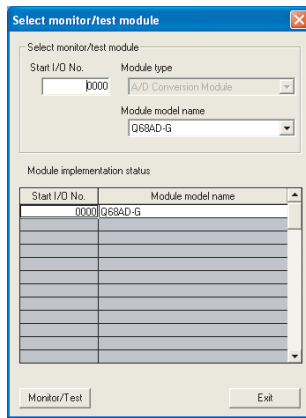 Select monitor/test module
Select monitor/test module
Start I/O No. Module type
0000 A/D Conversion Module
Module model name
Q68AD-G
Module implementation status
Start I/O No. Module model name
0000 Q68AD-G
Monitor/Test Exit